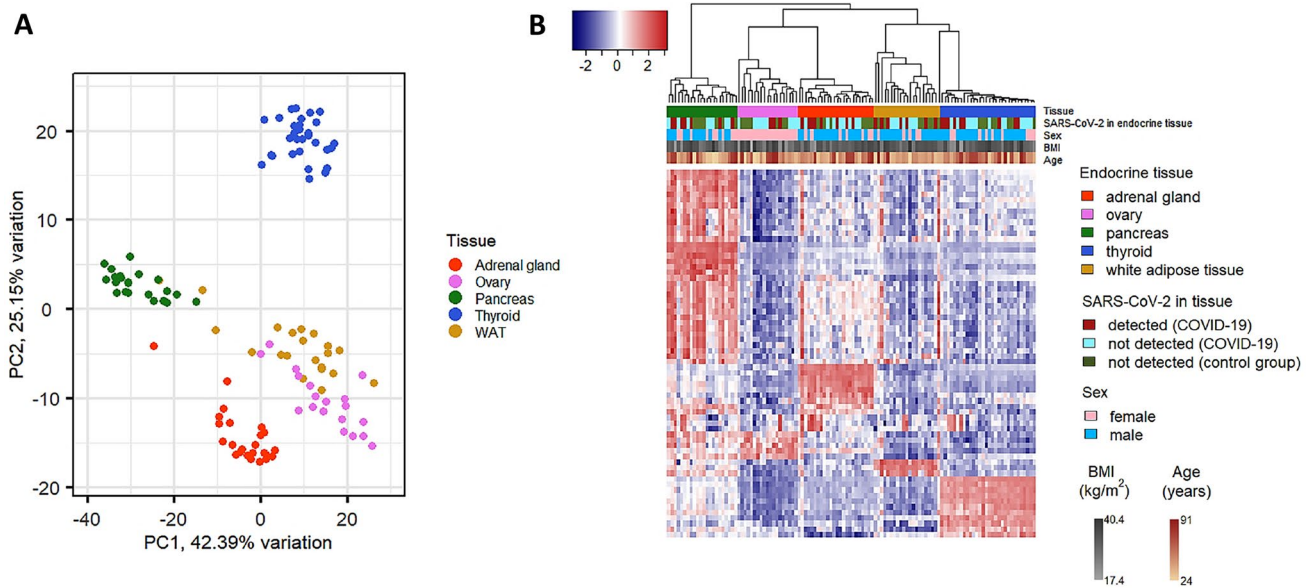 A
20
10
0
-10
-20
PC2, 25.15% variation
-40
-20
0
20
PC1, 42.39% variation
Tissue
Adrenal gland
Ovary
Pancreas
Thyroid
WAT
B
-2 0 2
Tissue
SARS-CoV-2 in endocrine tissue
Sex
BMI
Age
Endocrine tissue
adrenal gland
ovary
pancreas
thyroid
white adipose tissue
SARS-CoV-2 in tissue
detected (COVID-19)
not detected (COVID-19)
not detected (control group)
Sex
female
male
BMI
(kg/m²)
40.4
17.4
Age
(years)
91
24